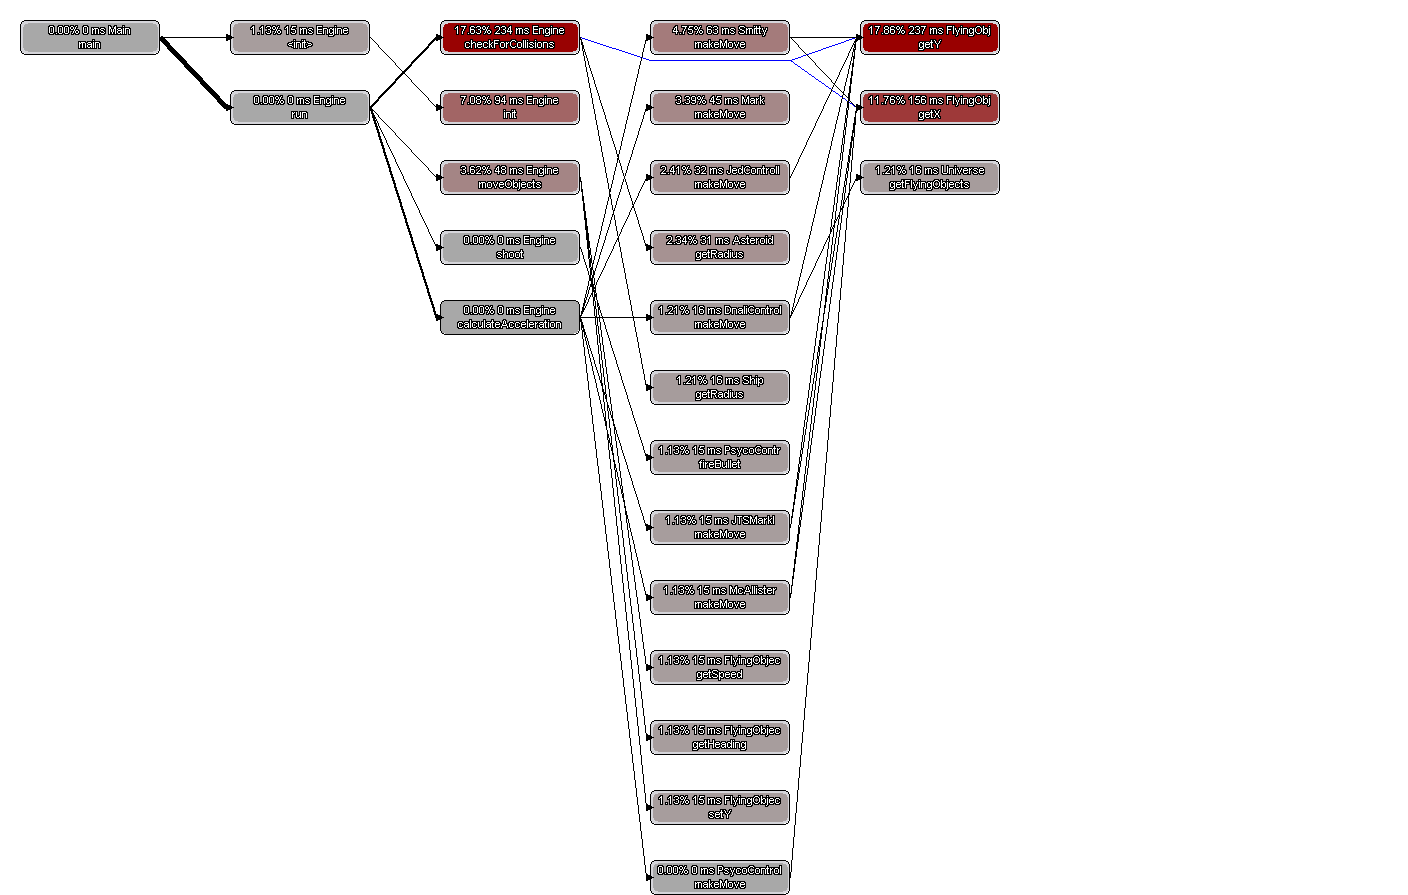 0.00% 0 ms Main
main
1.13% 15 ms Engine
<init>
0.00% 0 ms Engine
run
17.63% 234 ms Engine
checkForCollisions
7.08% 94 ms Engine
init
3.62% 48 ms Engine
moveObjects
0.00% 0 ms Engine
shoot
0.00% 0 ms Engine
calculateAcceleration
4.75% 63 ms Smitty
makeMove
3.39% 45 ms Mark
makeMove
2.41% 32 ms JedControll
makeMove
2.34% 31 ms Asteroid
getRadius
1.21% 16 ms DnaliControl
makeMove
1.21% 16 ms Ship
getRadius
1.13% 15 ms PsycoContr
fireBullet
1.13% 15 ms JTSMarkI
makeMove
1.13% 15 ms McAllister
makeMove
1.13% 15 ms FlyingObjec
getSpeed
1.13% 15 ms FlyingObjec
getHeading
1.13% 15 ms FlyingObjec
setY
0.00% 0 ms PsycoControl
makeMove
17.86% 237 ms FlyingObj
getY
11.76% 156 ms FlyingObj
getX
1.21% 16 ms Universe
getFlyingObjects